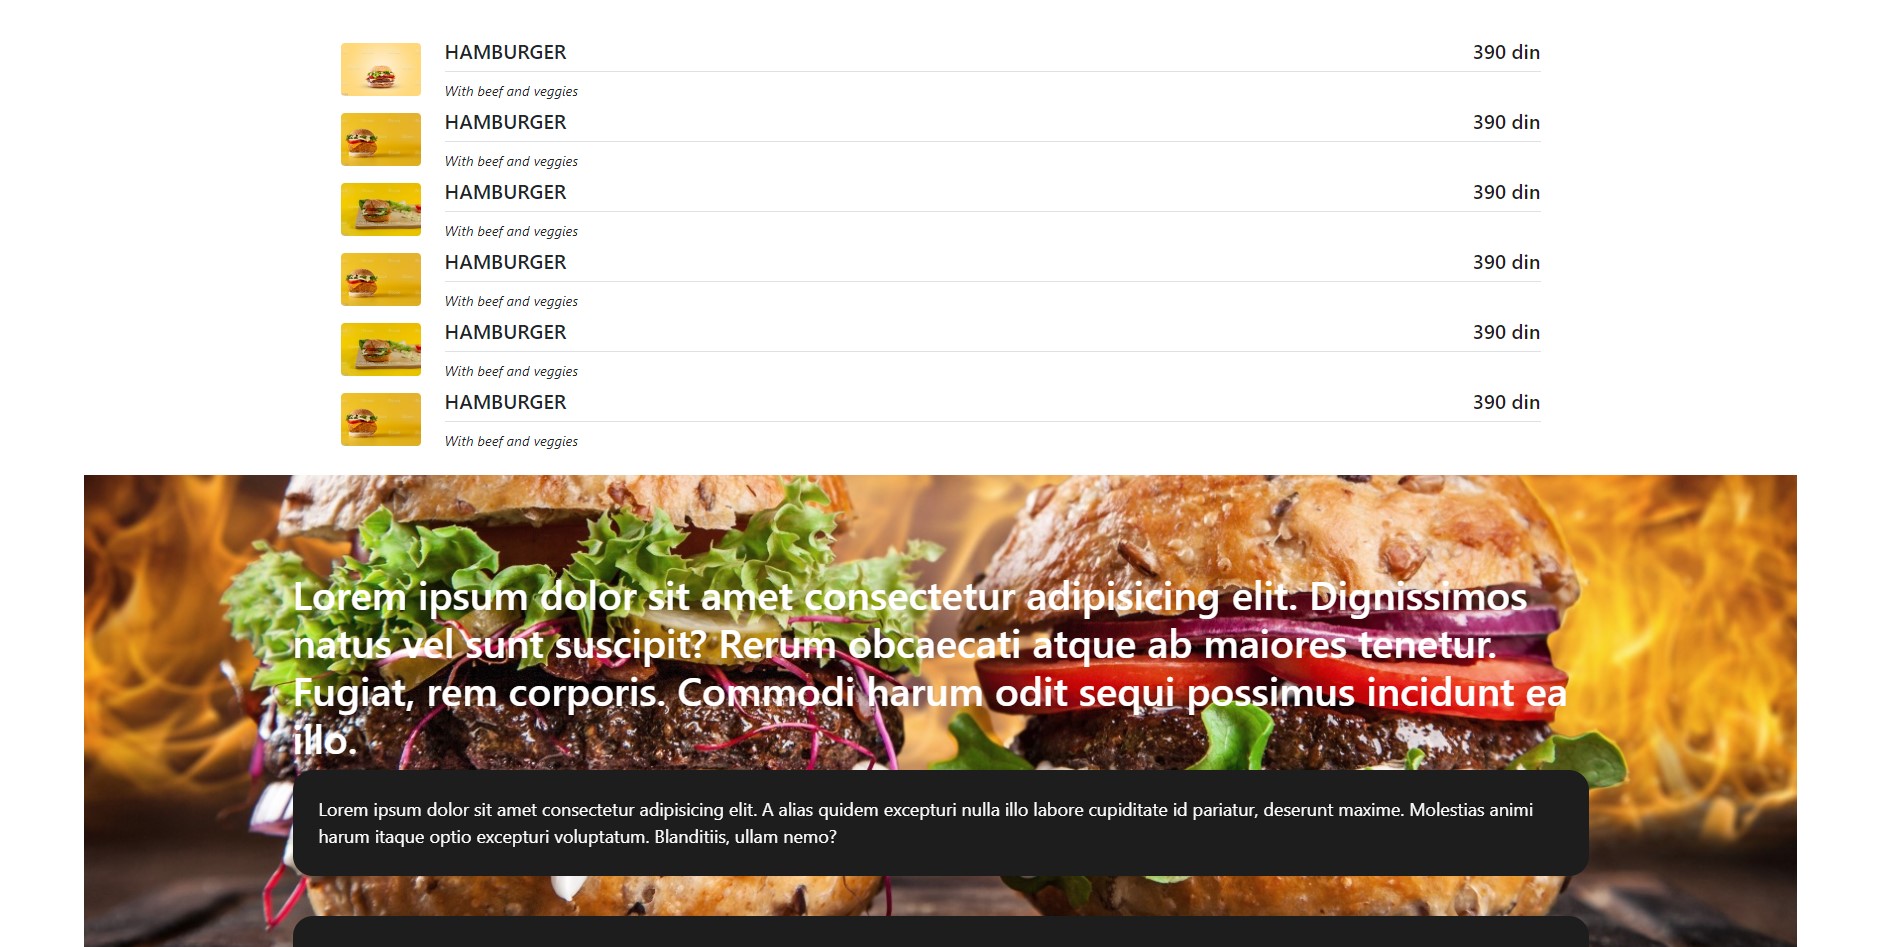 HAMBURGER 390 din
With beef and veggies
HAMBURGER 390 din
With beef and veggies
HAMBURGER 390 din
With beef and veggies
HAMBURGER 390 din
With beef and veggies
HAMBURGER 390 din
With beef and veggies
HAMBURGER 390 din
With beef and veggies
Lorem ipsum dolor sit amet consectetur adipisicing elit. Dignissimos
natus vel sunt suscipit? Rerum obcaecati atque ab maiores tenetur.
Fugiat, rem corporis. Commodi harum odit sequi possimus incidunt ea
illo.
Lorem ipsum dolor sit amet consectetur adipisicing elit. A alias quidem excepturi nulla illo labore cupiditate id pariatur, deserunt maxime. Molestias animi
harum itaque optio excepturi voluptatum. Blanditiis, ullam nemo?